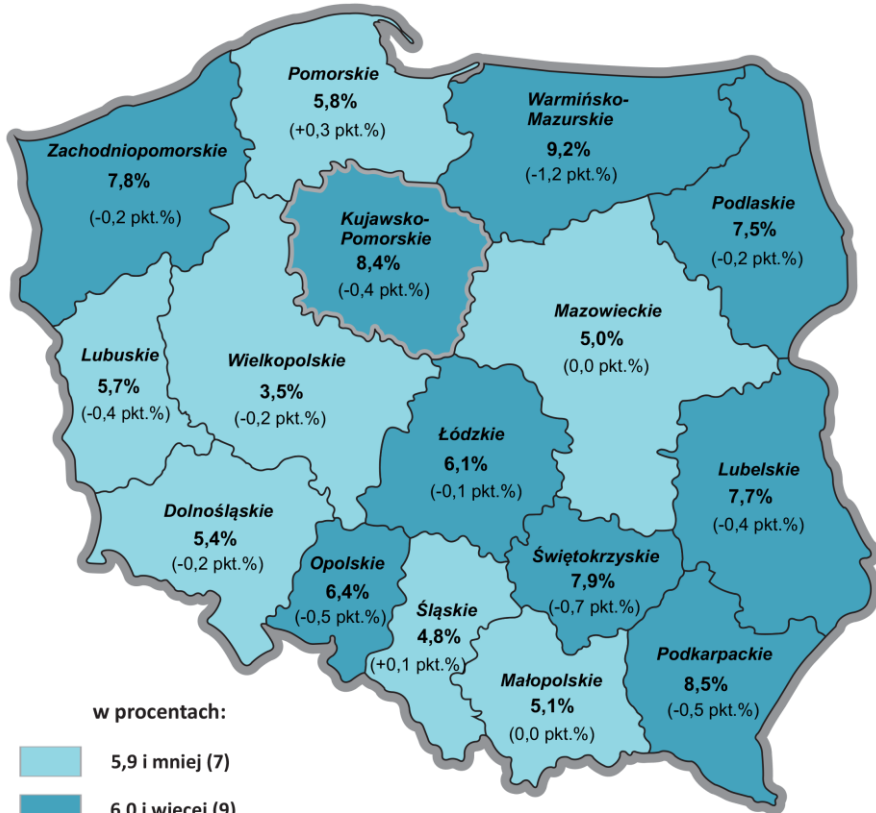 Pomorskie
5,8%
(+0,3 pkt.%)
Warmińsko-
Mazurskie
9,2%
(-1,2 pkt.%)
Zachodniopomorskie
7,8%
(-0,2 pkt.%)
Podlaskie
7,5%
(-0,2 pkt.%)
Kujawsko-
Pomorskie
8,4%
(-0,4 pkt.%)
Mazowieckie
5,0%
(0,0 pkt.%)
Lubuskie
5,7%
(-0,4 pkt.%)
Wielkopolskie
3,5%
(-0,2 pkt.%)
Łódzkie
6,1%
(-0,1 pkt.%)
Lubelskie
7,7%
(-0,4 pkt.%)
Dolnośląskie
5,4%
(-0,2 pkt.%)
Opolskie
6,4%
(-0,5 pkt.%)
Świętokrzyskie
7,9%
(-0,7 pkt.%)
Śląskie
4,8%
(+0,1 pkt.%)
Małopolskie
5,1%
(0,0 pkt.%)
Podkarpackie
8,5%
(-0,5 pkt.%)
w procentach:
5,9 i mniej (7)
6,0 i więcej (9)